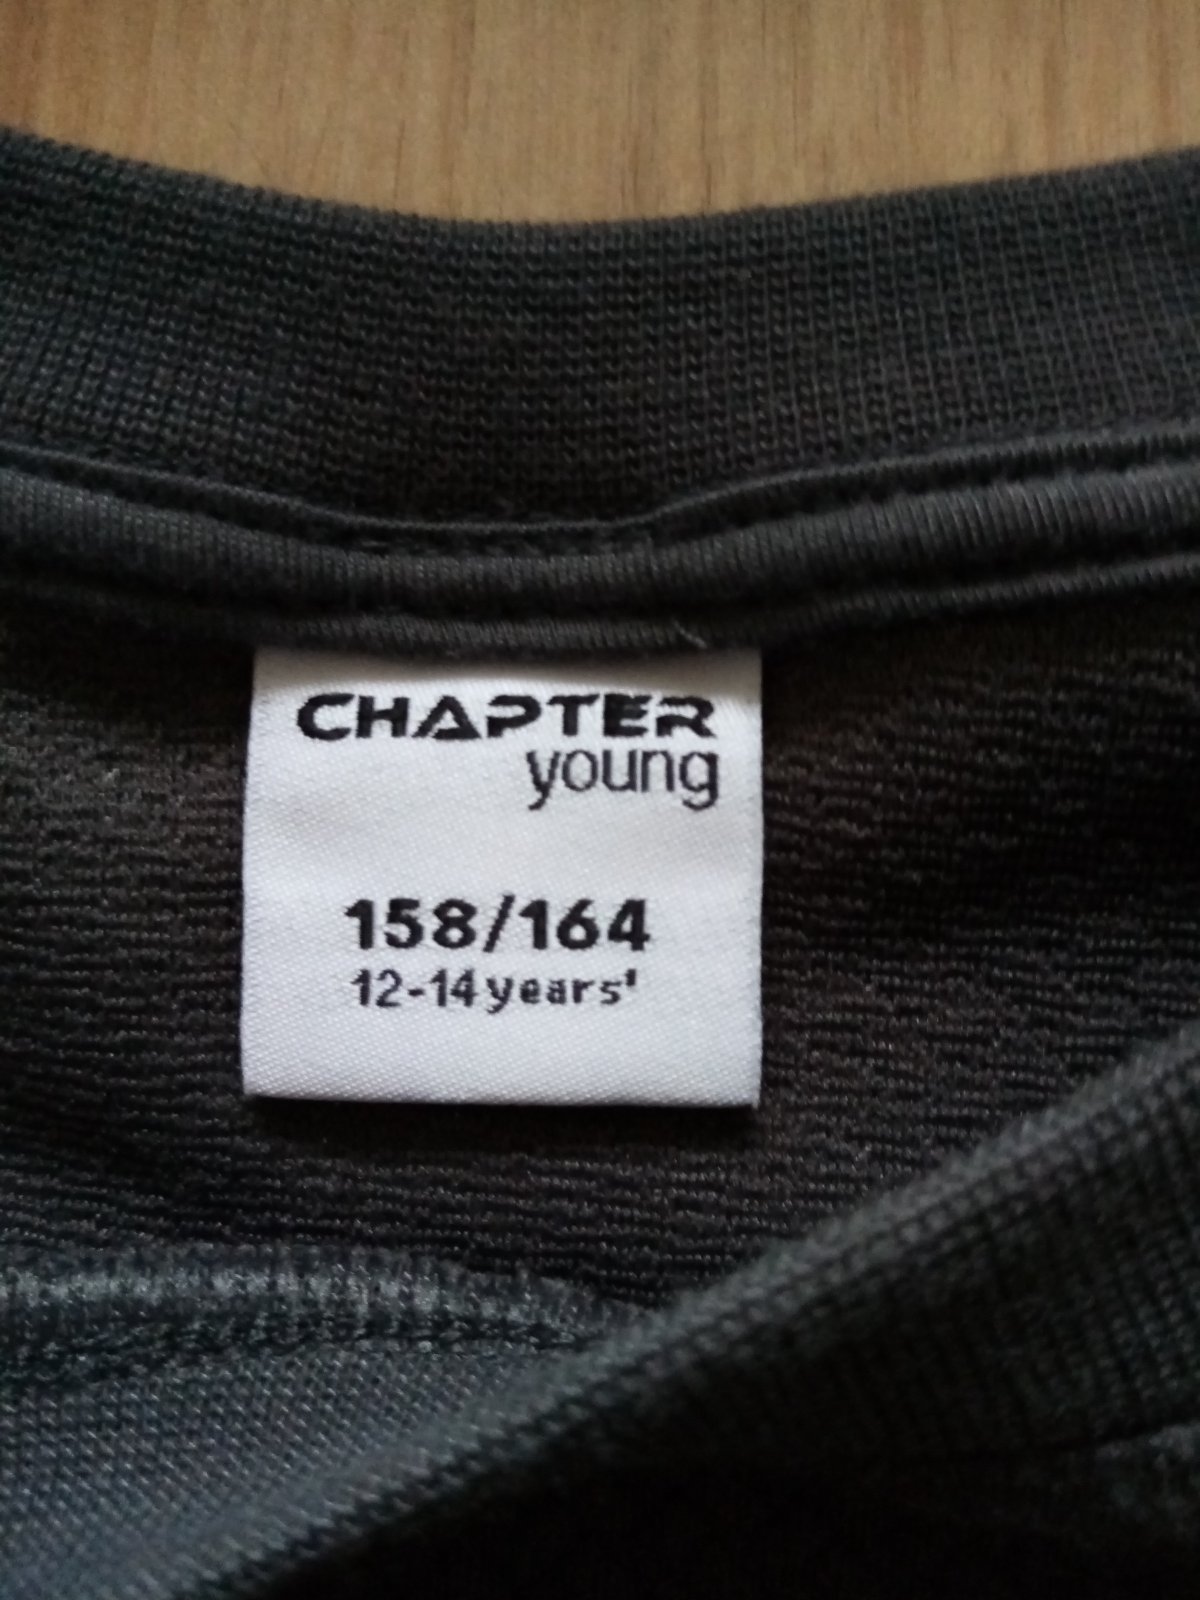 CHAPTER
young
158/164
12-14 years'